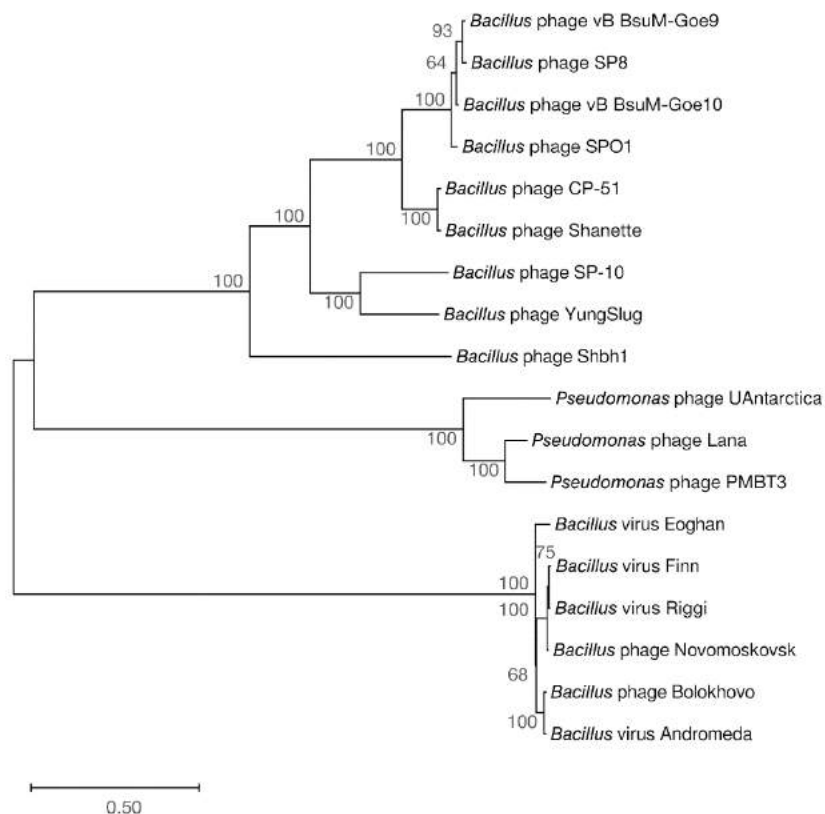 Bacillus phage vB BsuM-Goe9
93
64
Bacillus phage SP8
100
Bacillus phage vB BsuM-Goe10
100
Bacillus phage SPO1
Bacillus phage CP-51
100
100
Bacillus phage Shanette
100
Bacillus phage SP-10
100
Bacillus phage YungSlug
Bacillus phage Shbh1
Pseudomonas phage UAntarctica
100
Pseudomonas phage Lana
100
Pseudomonas phage PMBT3
Bacillus virus Eoghan
75
Bacillus virus Finn
100
100
Bacillus virus Riggi
Bacillus phage Novomoskovsk
68
Bacillus phage Bolokhovo
100
Bacillus virus Andromeda
0.50